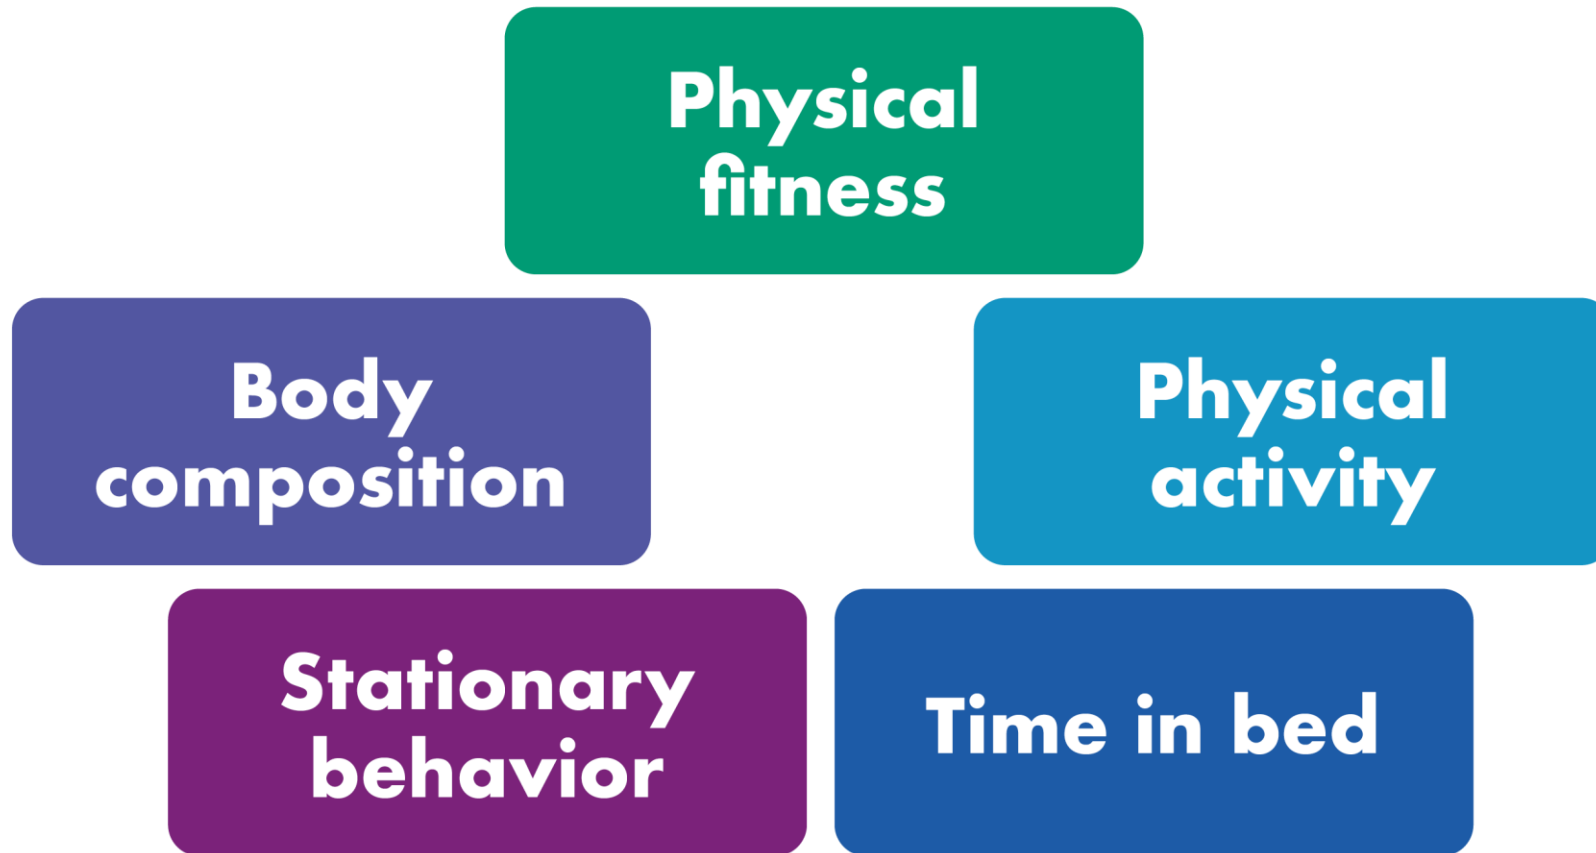 Physical
fitness
Body
composition
Physical
activity
Stationary
behavior
Time in bed